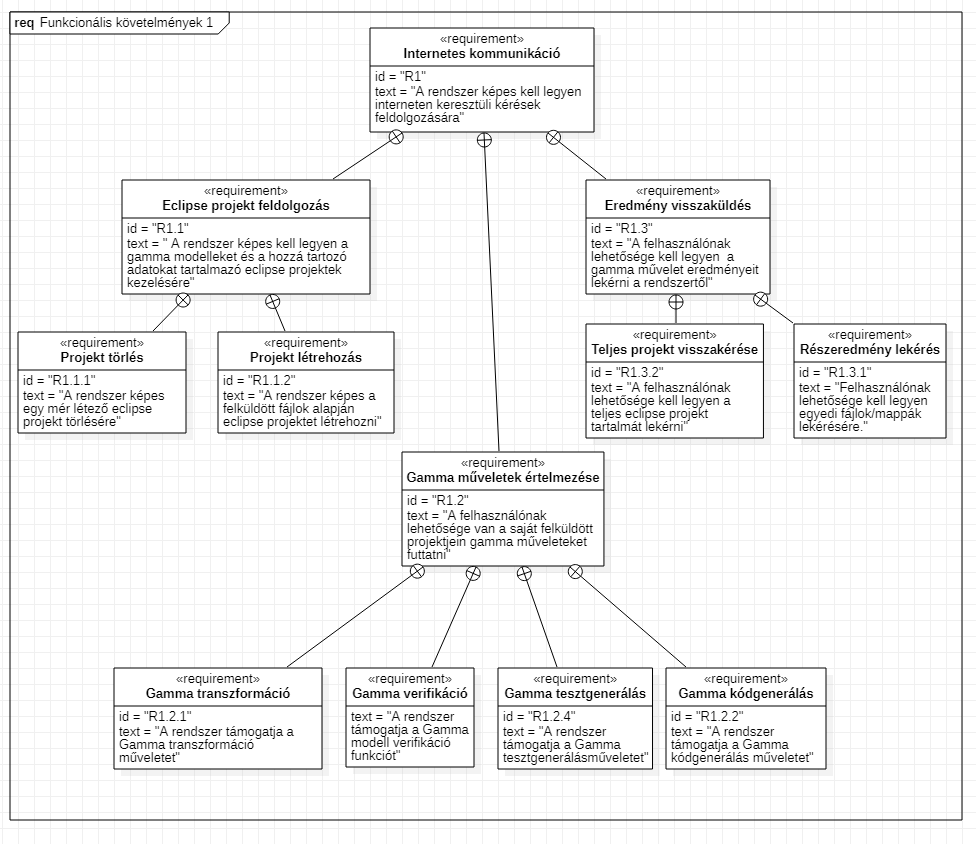 req Funkcionális követelmények 1
«requirement»
Internetes kommunikáció
id = "R1"
text = "A rendszer képes kell legyen
interneten keresztüli kérések
feldolgozására"
«requirement»
Eclipse projekt feldolgozás
id = "R1.1"
text = " A rendszer képes kell legyen a
gamma modelleket és a hozzá tartozó
adatokat tartalmazó eclipse projektek
kezelésére"
«requirement»
Eredmény visszaküldés
id = "R1.3"
text = "A felhasználónak
lehetősége kell legyen  a
gamma művelet eredményeit
lekérni a rendszertől"
«requirement»
Projekt törlés
id = "R1.1.1"
text = "A rendszer képes
egy mér létező eclipse
projekt törlésére"
«requirement»
Projekt létrehozás
id = "R1.1.2"
text = "A rendszer képes a
felküldött fájlok alapján
eclipse projektet létrehozni"
«requirement»
Teljes projekt visszakérése
id = "R1.3.2"
text = "A felhasználónak
lehetősége kell legyen a
teljes eclipse projekt
tartalmát lekérni"
«requirement»
Részeredmény lekérés
id = "R1.3.1"
text = "Felhasználónak
lehetősége kell legyen
egyedi fájlok/mappák
lekérésére."
«requirement»
Gamma műveletek értelmezése
id = "R1.2"
text = "A felhasználónak
lehetősége van a saját felküldött
projektjein gamma műveleteket
futtatni"
«requirement»
Gamma transzformáció
id = "R1.2.1"
text = "A rendszer támogatja a
Gamma transzformáció
műveletet"
«requirement»
Gamma verifikáció
text = "A rendszer
támogatja a Gamma
modell verifikáció
funkciót"
«requirement»
Gamma tesztgenerálás
id = "R1.2.4"
text = "A rendszer
támogatja a Gamma
tesztgenerálásműveletet"
«requirement»
Gamma kódgenerálás
id = "R1.2.2"
text = "A rendszer
támogatja a Gamma
kódgenerálás műveletet"